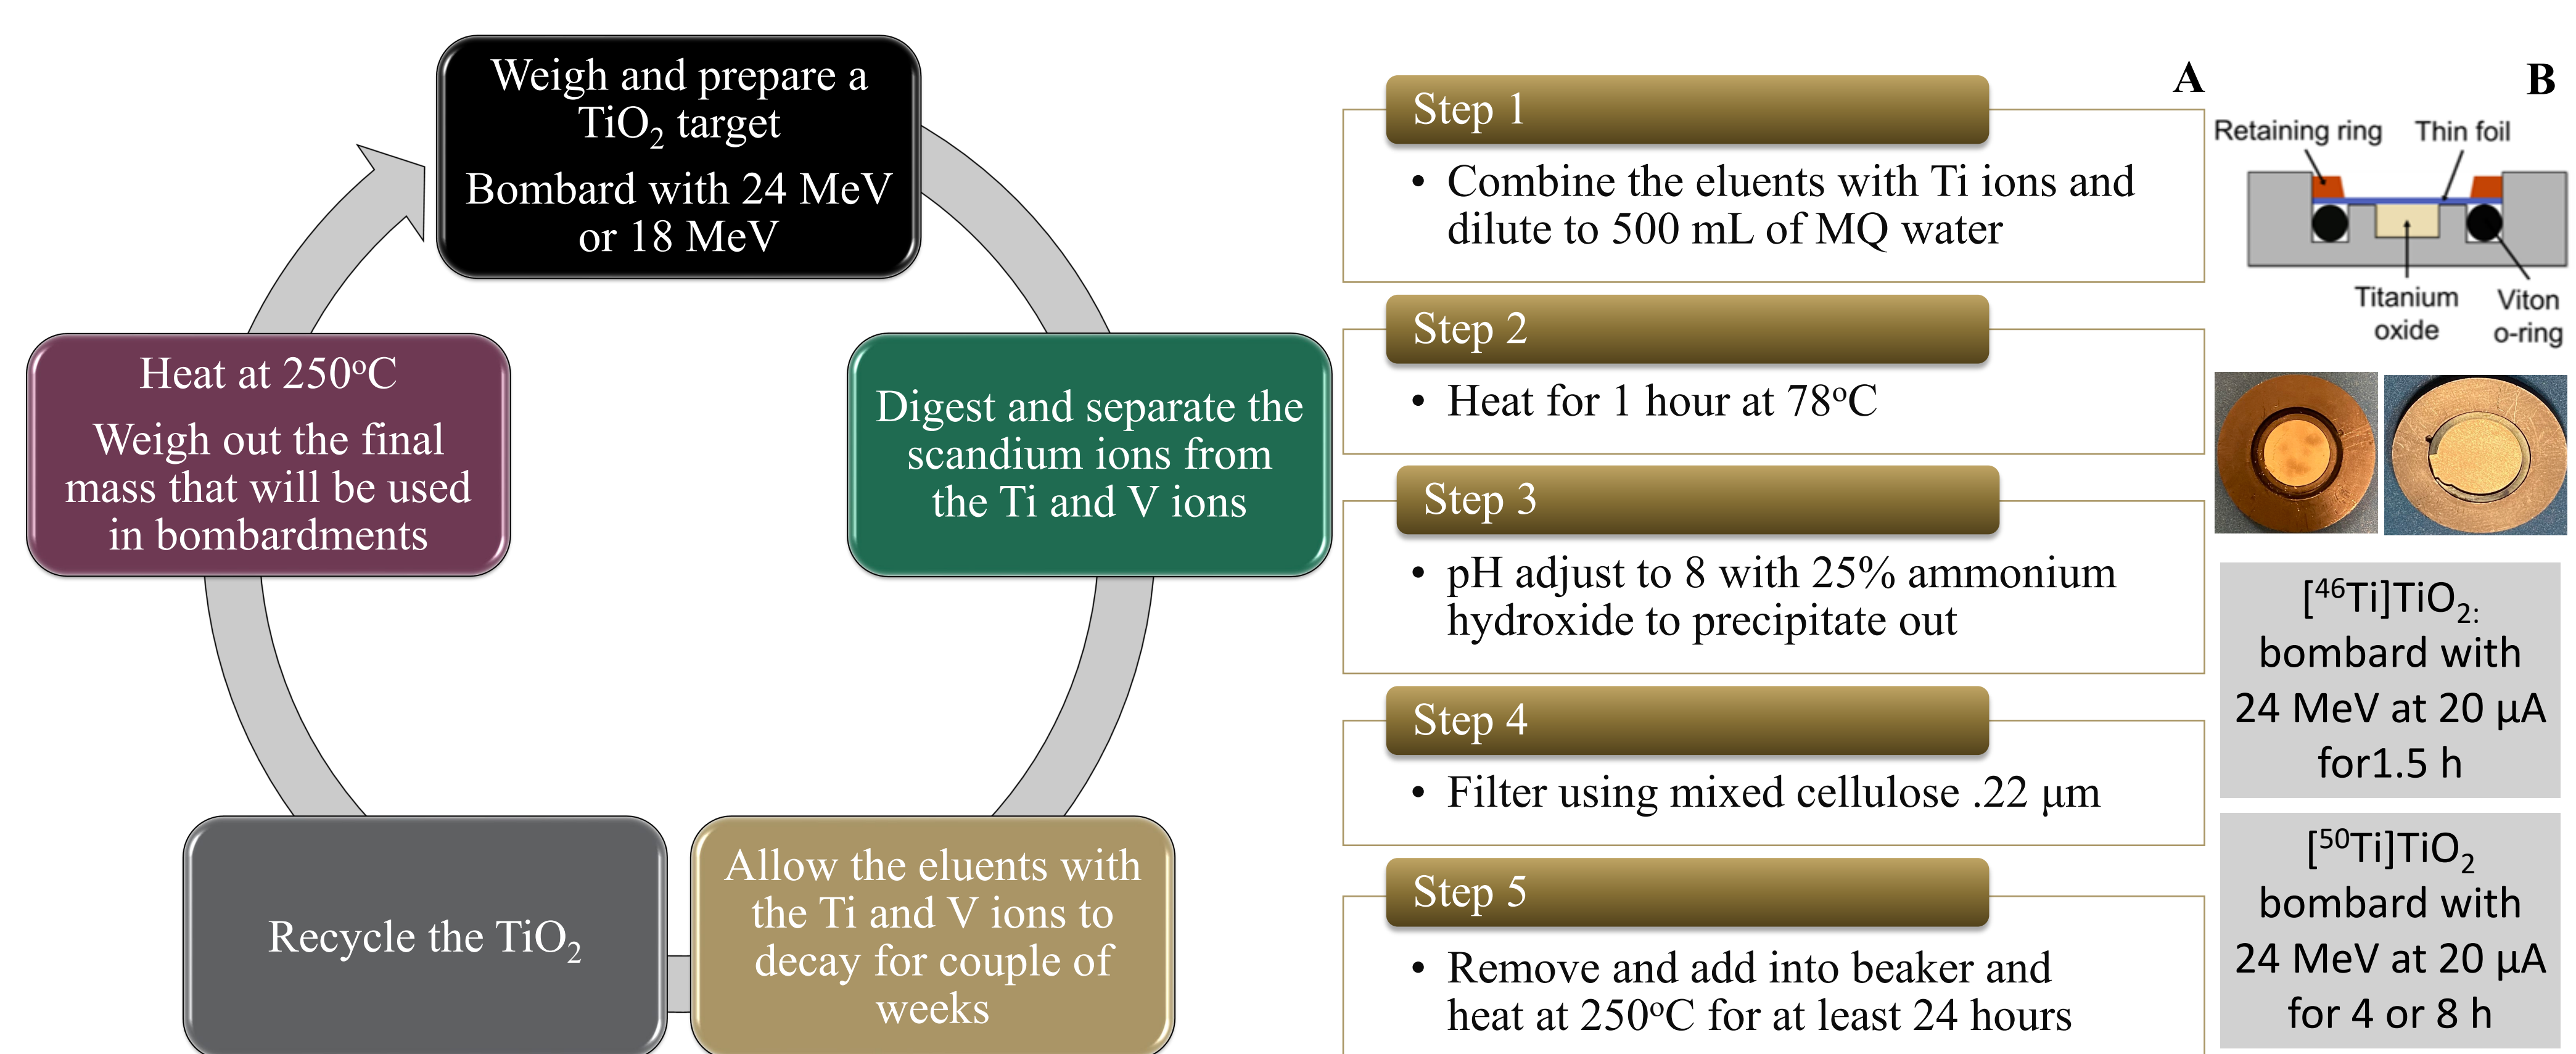 Weigh and prepare a
TiO₂ target
Bombard with 24 MeV
or 18 MeV
Digest and separate the
scandium ions from
the Ti and V ions
Allow the eluents with
the Ti and V ions to
decay for couple of
weeks
Recycle the TiO₂
Heat at 250ºC
Weigh out the final
mass that will be used
in bombardments
A
Step 1
• Combine the eluents with Ti ions and
dilute to 500 mL of MQ water
Step 2
• Heat for 1 hour at 78ºC
Step 3
• pH adjust to 8 with 25% ammonium
hydroxide to precipitate out
Step 4
• Filter using mixed cellulose .22 μm
Step 5
• Remove and add into beaker and
heat at 250ºC for at least 24 hours
B
Retaining ring
Thin foil
Titanium
oxide
Viton
o-ring
[⁴⁶Ti]TiO₂:
bombard with
24 MeV at 20 μA
for1.5 h
[⁵⁰Ti]TiO₂
bombard with
24 MeV at 20 μA
for 4 or 8 h